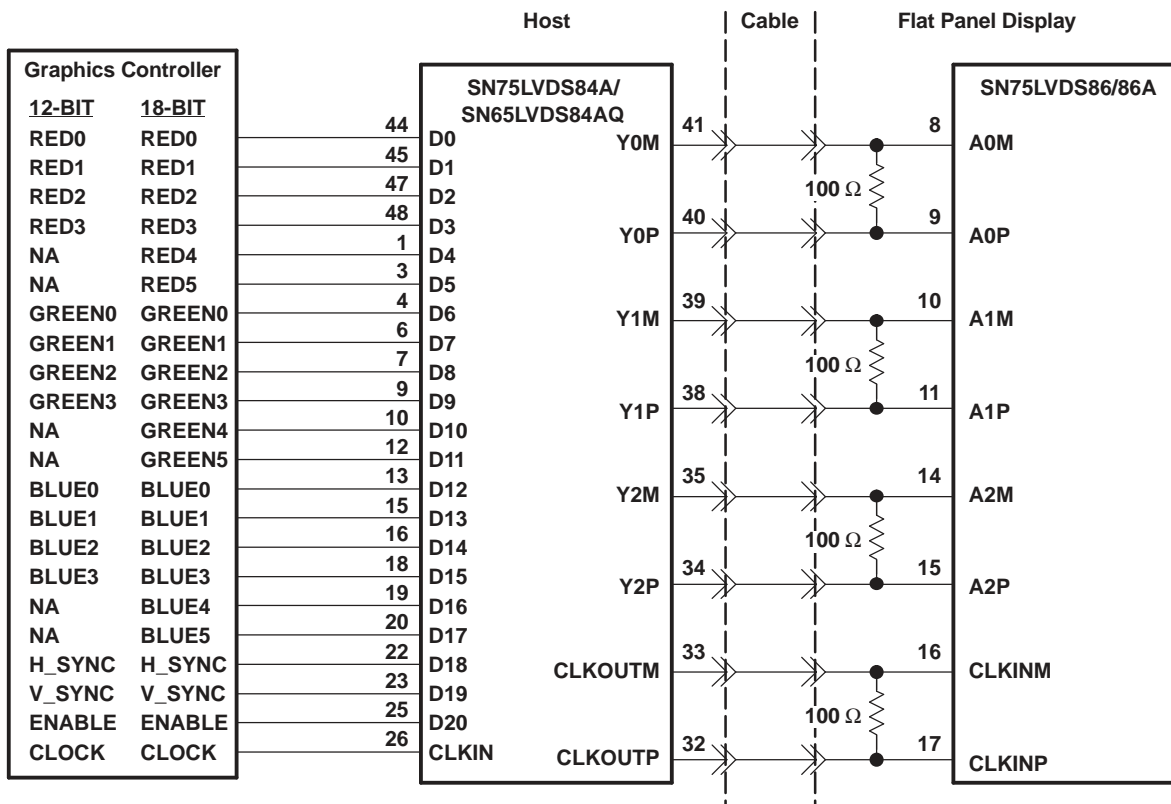 Host Cable Flat Panel Display
Graphics Controller
12-BIT 18-BIT
RED0 RED0
RED1 RED1
RED2 RED2
RED3 RED3
NA RED4
NA RED5
GREEN0 GREEN0
GREEN1 GREEN1
GREEN2 GREEN2
GREEN3 GREEN3
NA GREEN4
NA GREEN5
BLUE0 BLUE0
BLUE1 BLUE1
BLUE2 BLUE2
BLUE3 BLUE3
NA BLUE4
NA BLUE5
H_SYNC H_SYNC
V_SYNC V_SYNC
ENABLE ENABLE
CLOCK CLOCK
SN75LVDS84A/
SN65LVDS84AQ
44 D0
45 D1
47 D2
48 D3
1 D4
3 D5
4 D6
6 D7
7 D8
9 D9
10 D10
12 D11
13 D12
15 D13
16 D14
18 D15
19 D16
20 D17
22 D18
23 D19
25 D20
26 CLKIN
Y0M 41
Y0P 40
Y1M 39
Y1P 38
Y2M 35
Y2P 34
CLKOUTM 33
CLKOUTP 32
100 Ω
100 Ω
100 Ω
100 Ω
SN75LVDS86/86A
8 A0M
9 A0P
10 A1M
11 A1P
14 A2M
15 A2P
16 CLKINM
17 CLKINP